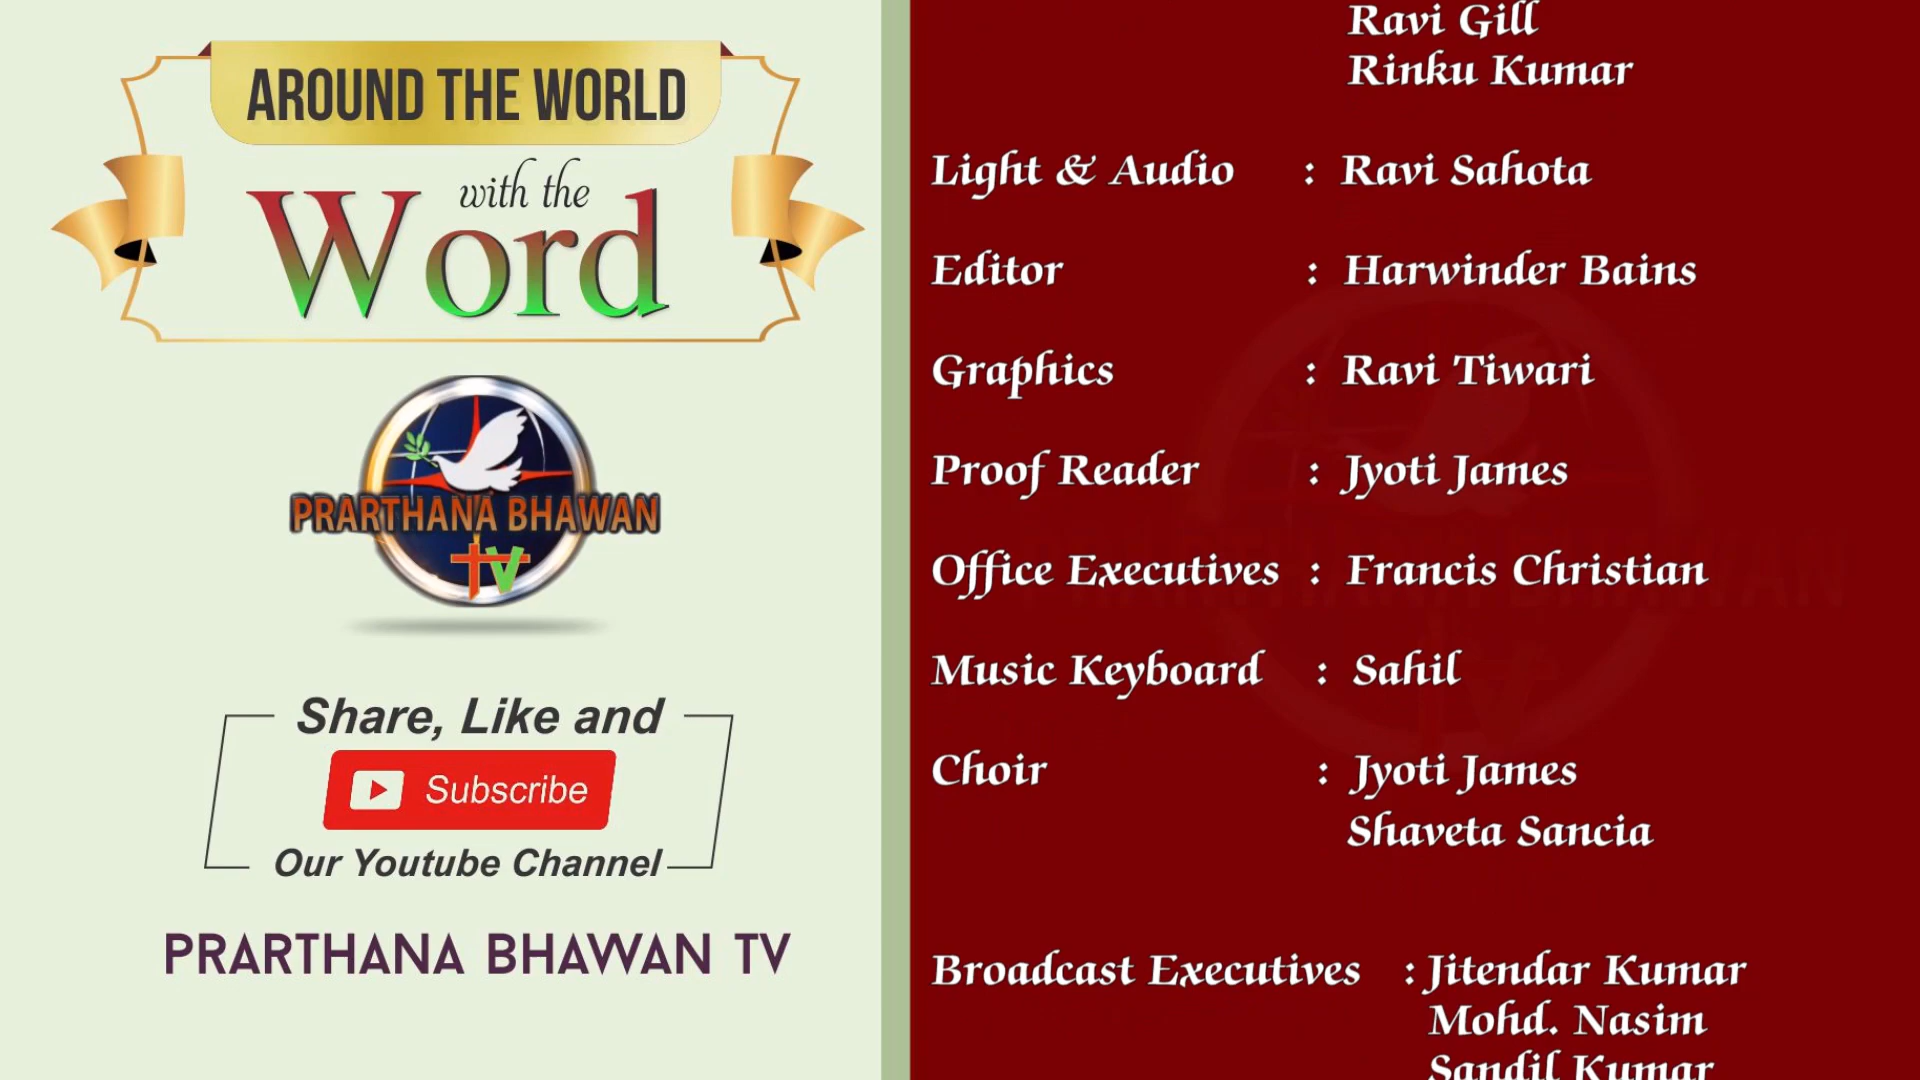 AROUND THE WORLD
with the
Word
PRARTHANA BHAWAN
TV
Share, Like and
Subscribe
Our Youtube Channel
PRARTHANA BHAWAN TV
Ravi Gill
Rinku Kumar
Light & Audio : Ravi Sahota
Editor : Harwinder Bains
Graphics : Ravi Tiwari
Proof Reader : Jyoti James
Office Executives : Francis Christian
Music Keyboard : Sahil
Choir : Jyoti James
Shaveta Sancia
Broadcast Executives : Jitendar Kumar
Mohd. Nasim
Sandil Kumar